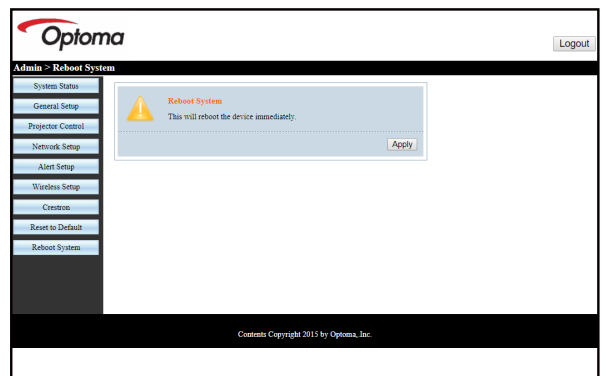 Optoma
Logout
Admin > Reboot System
System Status
General Setup
Projector Control
Network Setup
Alert Setup
Wireless Setup
Crestron
Reset to Default
Reboot System
Reboot System
This will reboot the device immediately.
Apply
Contents Copyright 2015 by Optoma, Inc.